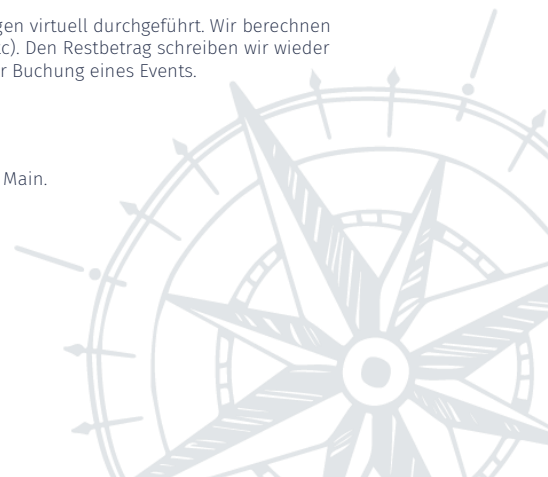 gen virtuell durchgeführt. Wir berechnen
c). Den Restbetrag schreiben wir wieder
r Buchung eines Events.
Main.